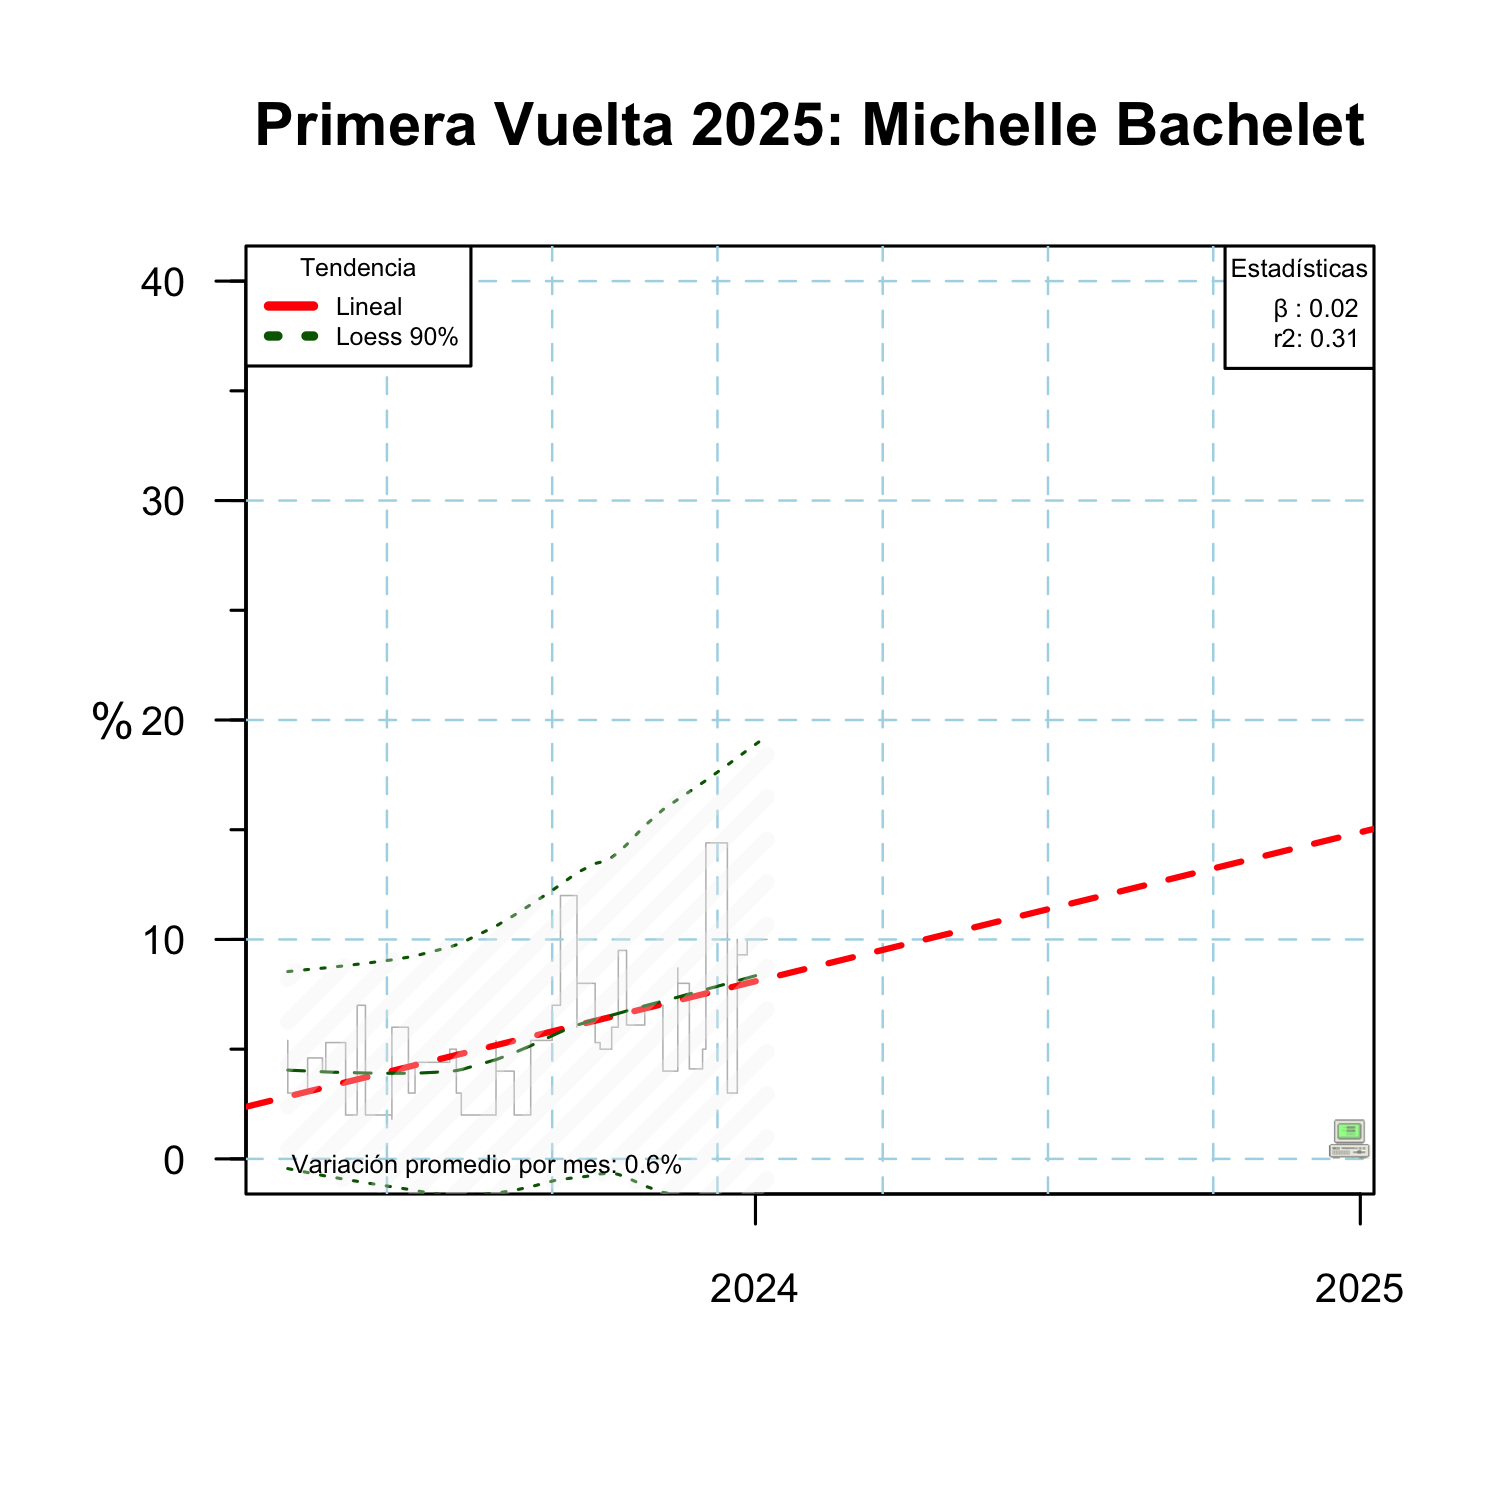 Primera Vuelta 2025: Michelle Bachelet
Tendencia
Lineal
Loess 90%
Estadísticas
β : 0.02
r2: 0.31
40
30
% 20
10
0
Variación promedio por mes: 0.6%
2024 2025